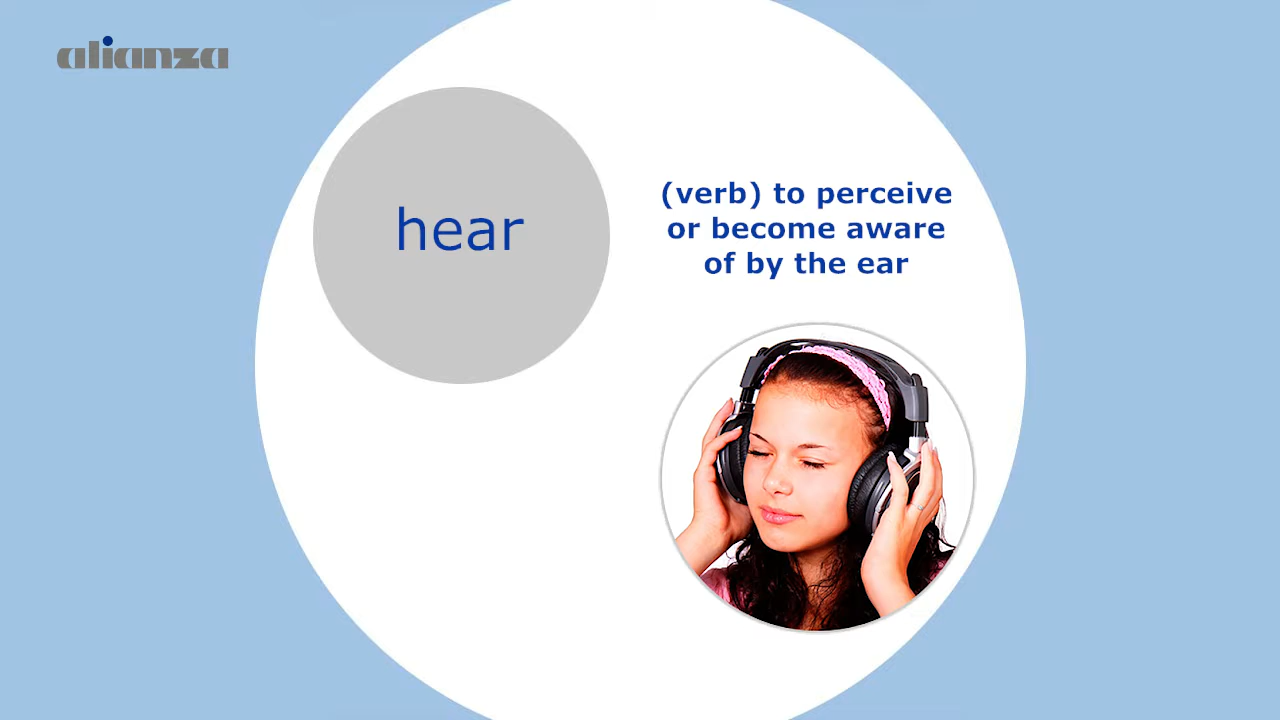 alianza
hear
(verb) to perceive
or become aware
of by the ear